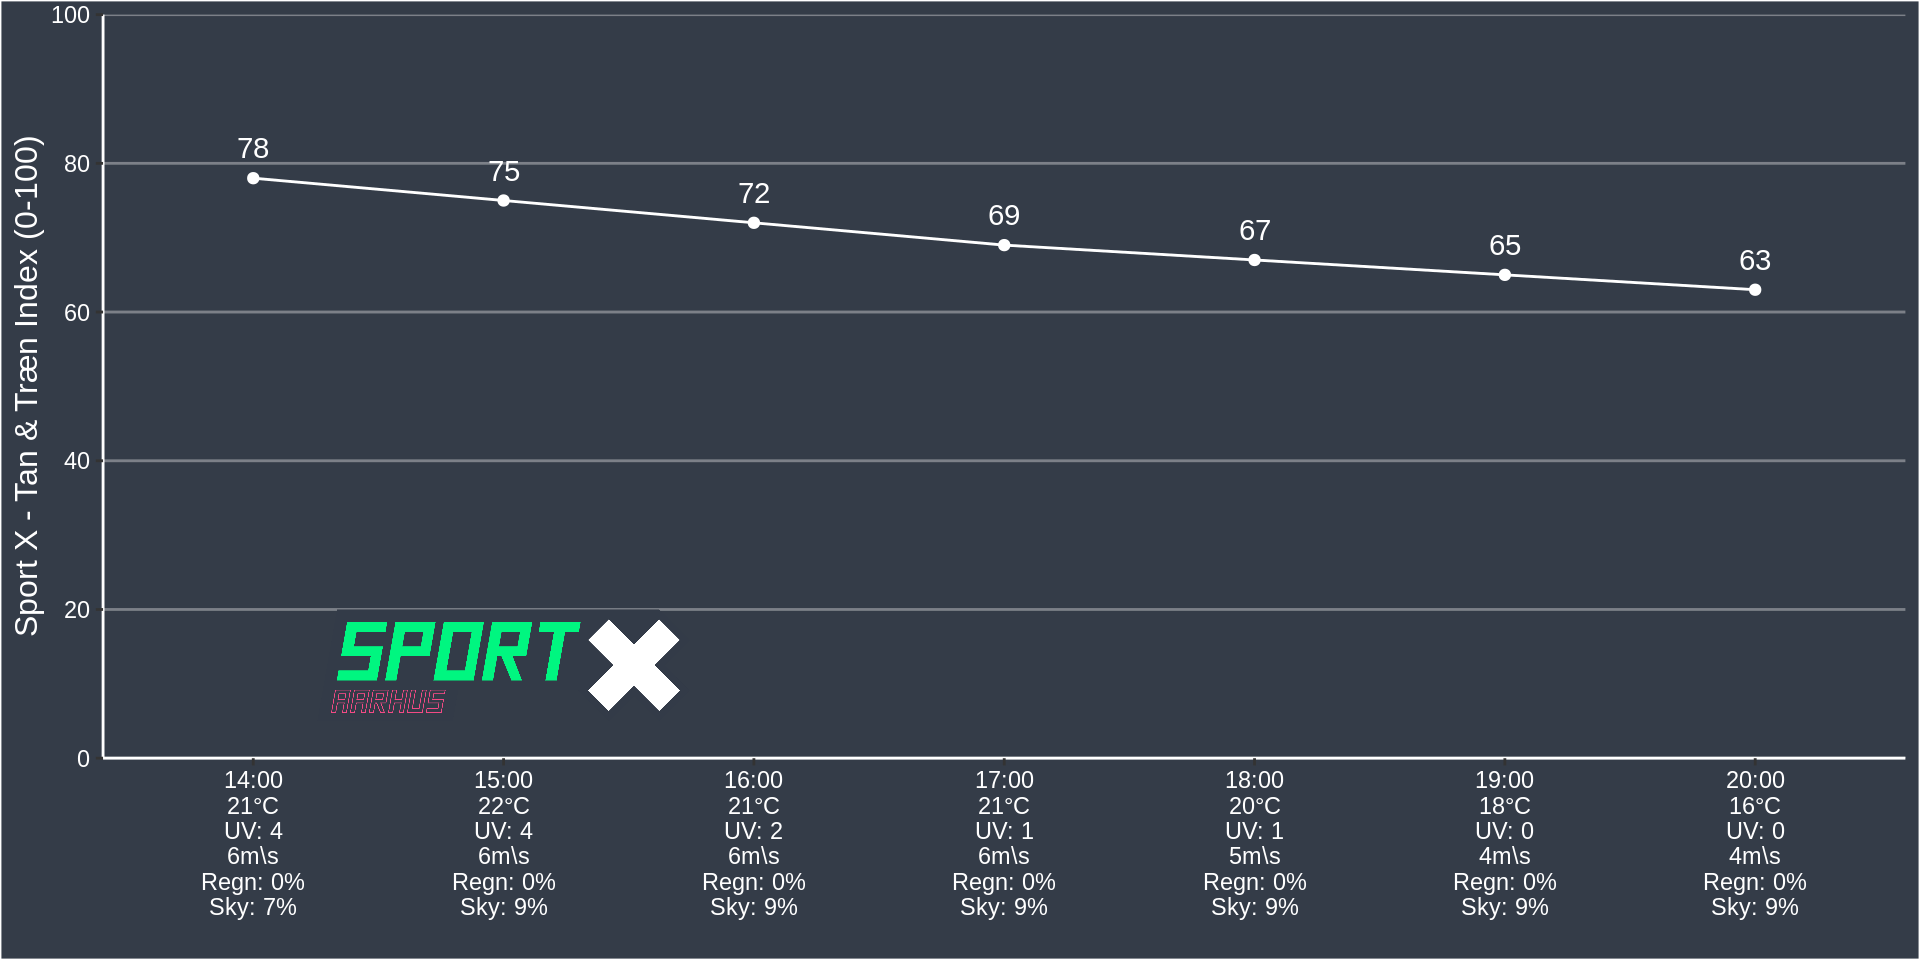 Sport X - Tan & Træn Index (0-100)
100
80
60
40
20
0
78
75
72
69
67
65
63
SPORT X
AARHUS
14:00
21°C
UV: 4
6m\s
Regn: 0%
Sky: 7%
15:00
22°C
UV: 4
6m\s
Regn: 0%
Sky: 9%
16:00
21°C
UV: 2
6m\s
Regn: 0%
Sky: 9%
17:00
21°C
UV: 1
6m\s
Regn: 0%
Sky: 9%
18:00
20°C
UV: 1
5m\s
Regn: 0%
Sky: 9%
19:00
18°C
UV: 0
4m\s
Regn: 0%
Sky: 9%
20:00
16°C
UV: 0
4m\s
Regn: 0%
Sky: 9%